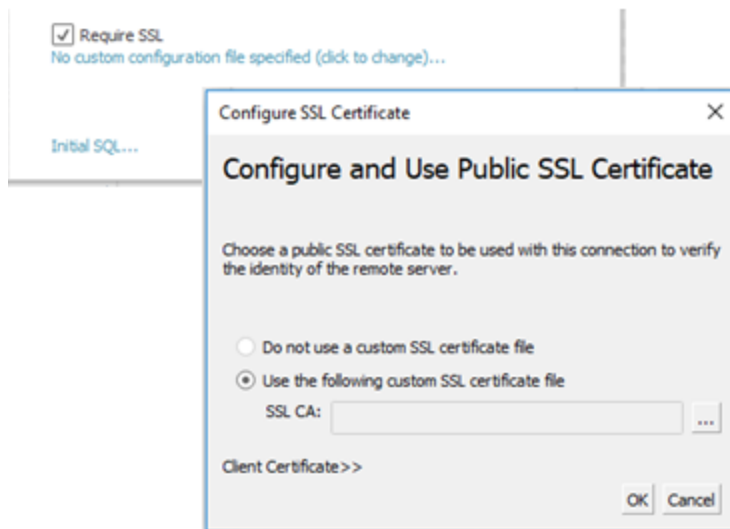 Require SSL
No custom configuration file specified (click to change)...
Initial SQL...
Configure SSL Certificate
Configure and Use Public SSL Certificate
Choose a public SSL certificate to be used with this connection to verify
the identity of the remote server.
Do not use a custom SSL certificate file
Use the following custom SSL certificate file
SSL CA:
...
Client Certificate>>
OK Cancel